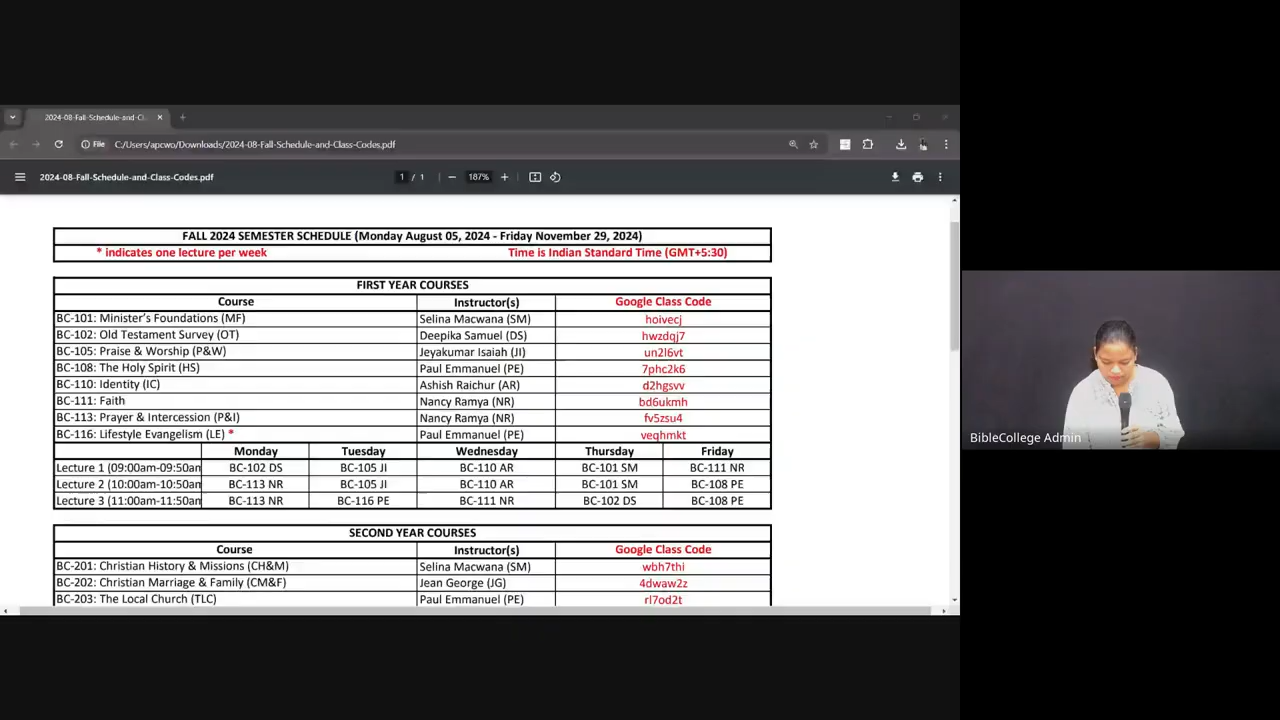 2024-08-Fall-Schedule-and-Cl
File C:/Users/apcwo/Downloads/2024-08-Fall-Schedule-and-Class-Codes.pdf
2024-08-Fall-Schedule-and-Class-Codes.pdf 1 / 1 187%
FALL 2024 SEMESTER SCHEDULE (Monday August 05, 2024 - Friday November 29, 2024)
* indicates one lecture per week Time is Indian Standard Time (GMT+5:30)
FIRST YEAR COURSES
Course Instructor(s) Google Class Code
BC-101: Minister's Foundations (MF) Selina Macwana (SM) hoivecj
BC-102: Old Testament Survey (OT) Deepika Samuel (DS) hwzdqj7
BC-105: Praise & Worship (P&W) Jeyakumar Isaiah (JI) un2l6vt
BC-108: The Holy Spirit (HS) Paul Emmanuel (PE) 7phc2k6
BC-110: Identity (IC) Ashish Raichur (AR) d2hgsvv
BC-111: Faith Nancy Ramya (NR) bd6ukmh
BC-113: Prayer & Intercession (P&I) Nancy Ramya (NR) fv5zsu4
BC-116: Lifestyle Evangelism (LE) * Paul Emmanuel (PE) veqhmkt
Monday Tuesday Wednesday Thursday Friday
Lecture 1 (09:00am-09:50am BC-102 DS BC-105 JI BC-110 AR BC-101 SM BC-111 NR
Lecture 2 (10:00am-10:50am BC-113 NR BC-105 JI BC-110 AR BC-101 SM BC-108 PE
Lecture 3 (11:00am-11:50am BC-113 NR BC-116 PE BC-111 NR BC-102 DS BC-108 PE
SECOND YEAR COURSES
Course Instructor(s) Google Class Code
BC-201: Christian History & Missions (CH&M) Selina Macwana (SM) wbh7thi
BC-202: Christian Marriage & Family (CM&F) Jean George (JG) 4dwaw2z
BC-203: The Local Church (TLC) Paul Emmanuel (PE) rl7od2t
BibleCollege Admin